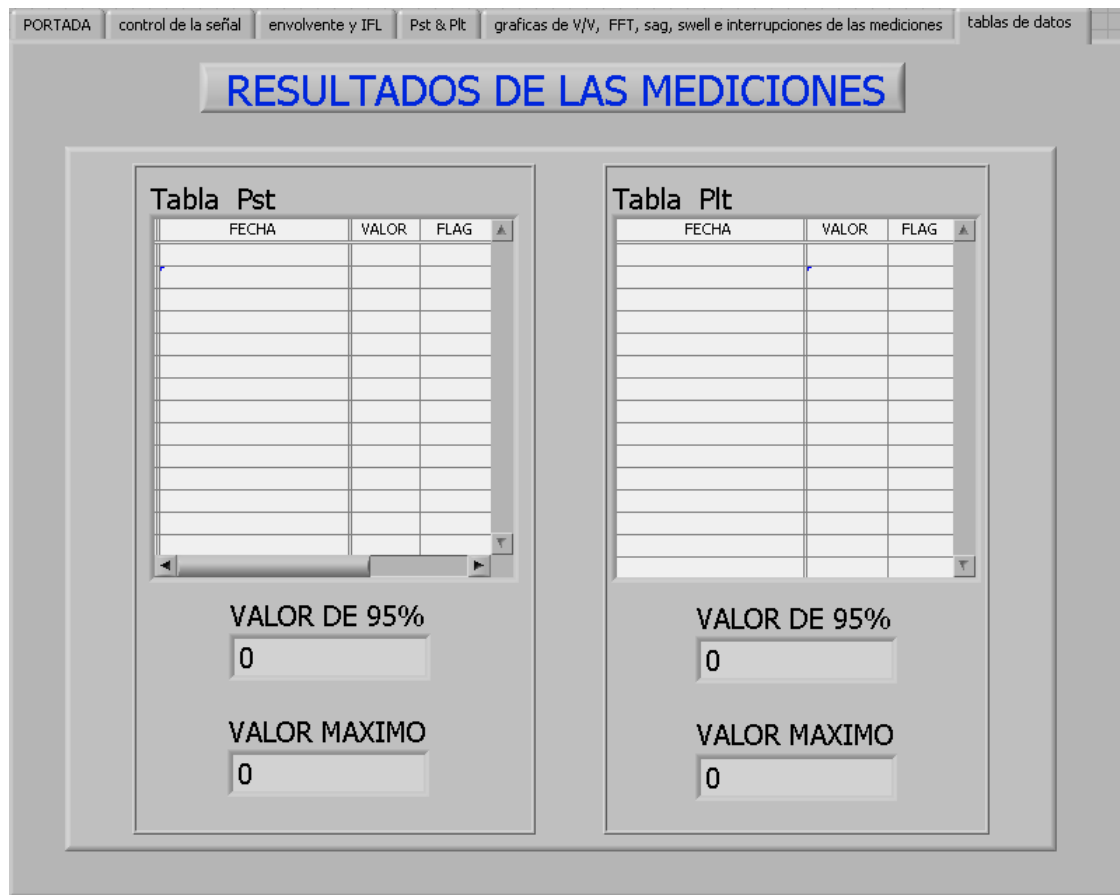 PORTADA control de la señal envolvente y IFL Pst & Plt graficas de V/V, FFT, sag, swell e interrupciones de las mediciones tablas de datos
RESULTADOS DE LAS MEDICIONES
Tabla Pst
FECHA VALOR FLAG
VALOR DE 95%
0
VALOR MAXIMO
0
Tabla Plt
FECHA VALOR FLAG
VALOR DE 95%
0
VALOR MAXIMO
0